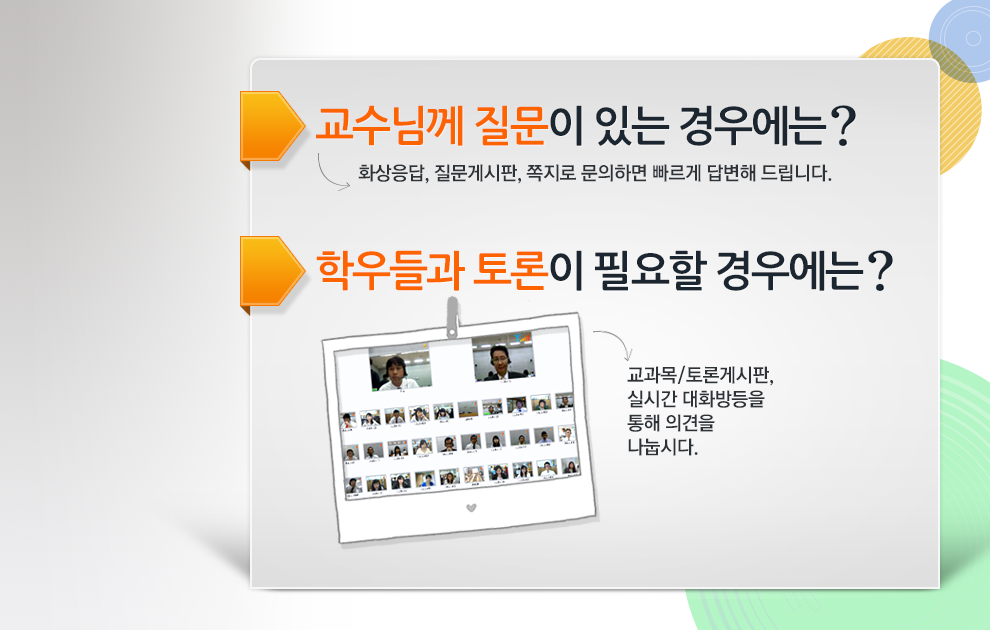 교수님께 질문이 있는 경우에는?
화상응답, 질문게시판, 쪽지로 문의하면 빠르게 답변해 드립니다.
학우들과 토론이 필요할 경우에는?
교과목/토론게시판,
실시간 대화방등을
통해 의견을
나눕시다.